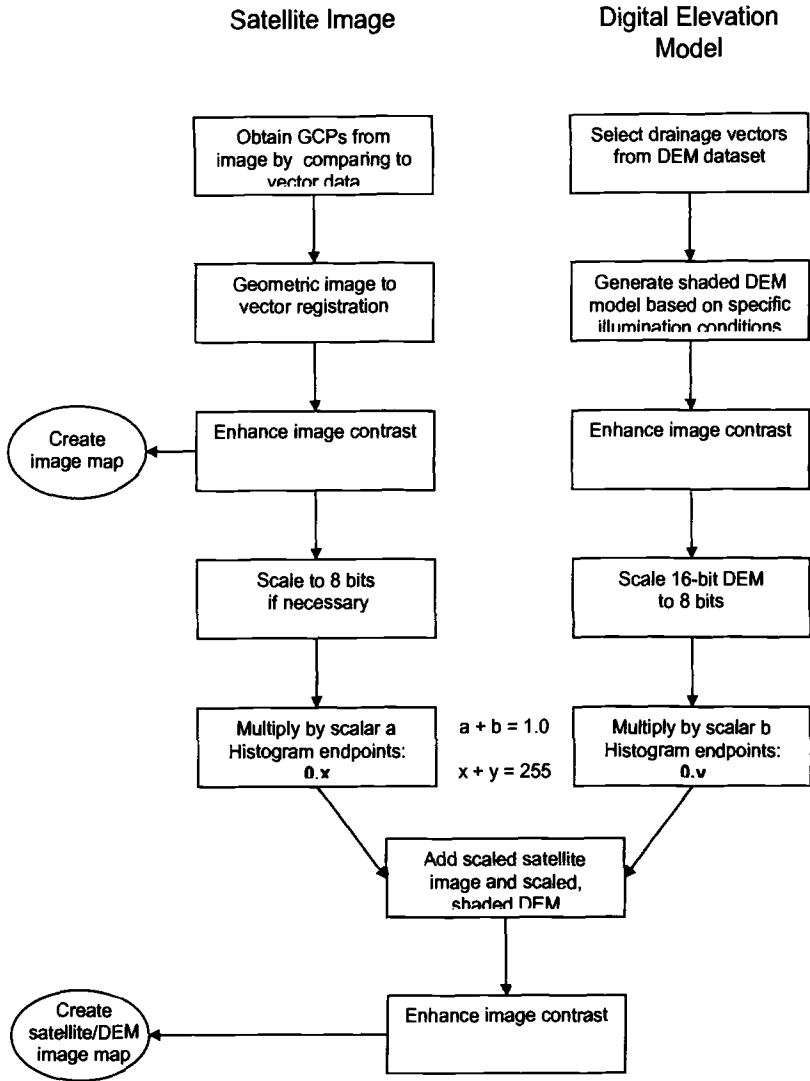 Satellite Image
Digital Elevation
Model
Obtain GCPs from
image by comparing to
vector data
Select drainage vectors
from DEM dataset
Geometric image to
vector registration
Generate shaded DEM
model based on specific
illumination conditions
Create
image map
Enhance image contrast
Enhance image contrast
Scale to 8 bits
if necessary
Scale 16-bit DEM
to 8 bits
Multiply by scalar a
Histogram endpoints:
0,x
a + b = 1.0
x + y = 255
Multiply by scalar b
Histogram endpoints:
0,y
Add scaled satellite
image and scaled,
shaded DEM
Create
satellite/DEM
image map
Enhance image contrast